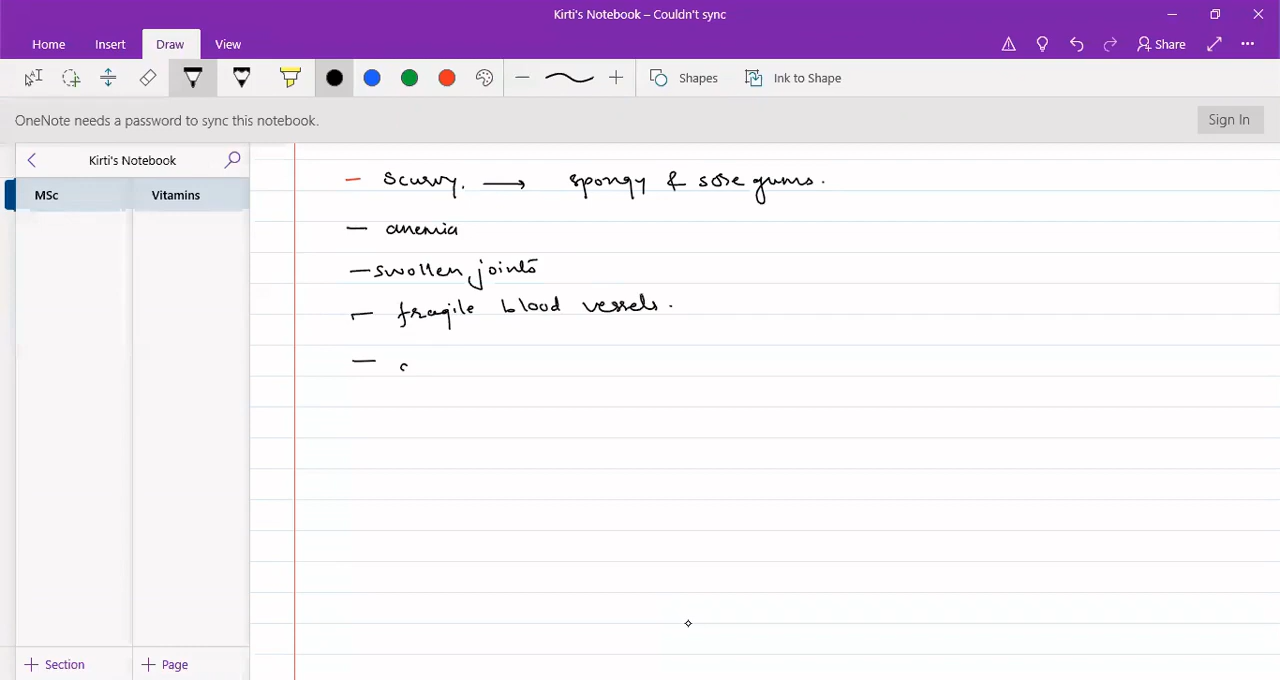 Kirti's Notebook – Couldn't sync
Home Insert Draw View Share
Shapes Ink to Shape
OneNote needs a password to sync this notebook. Sign In
Kirti's Notebook
MSc Vitamins
— Scurvy. → spongy & sore gums.
— anemia
— swollen joints
— fragile blood vessels.
—
+ Section + Page